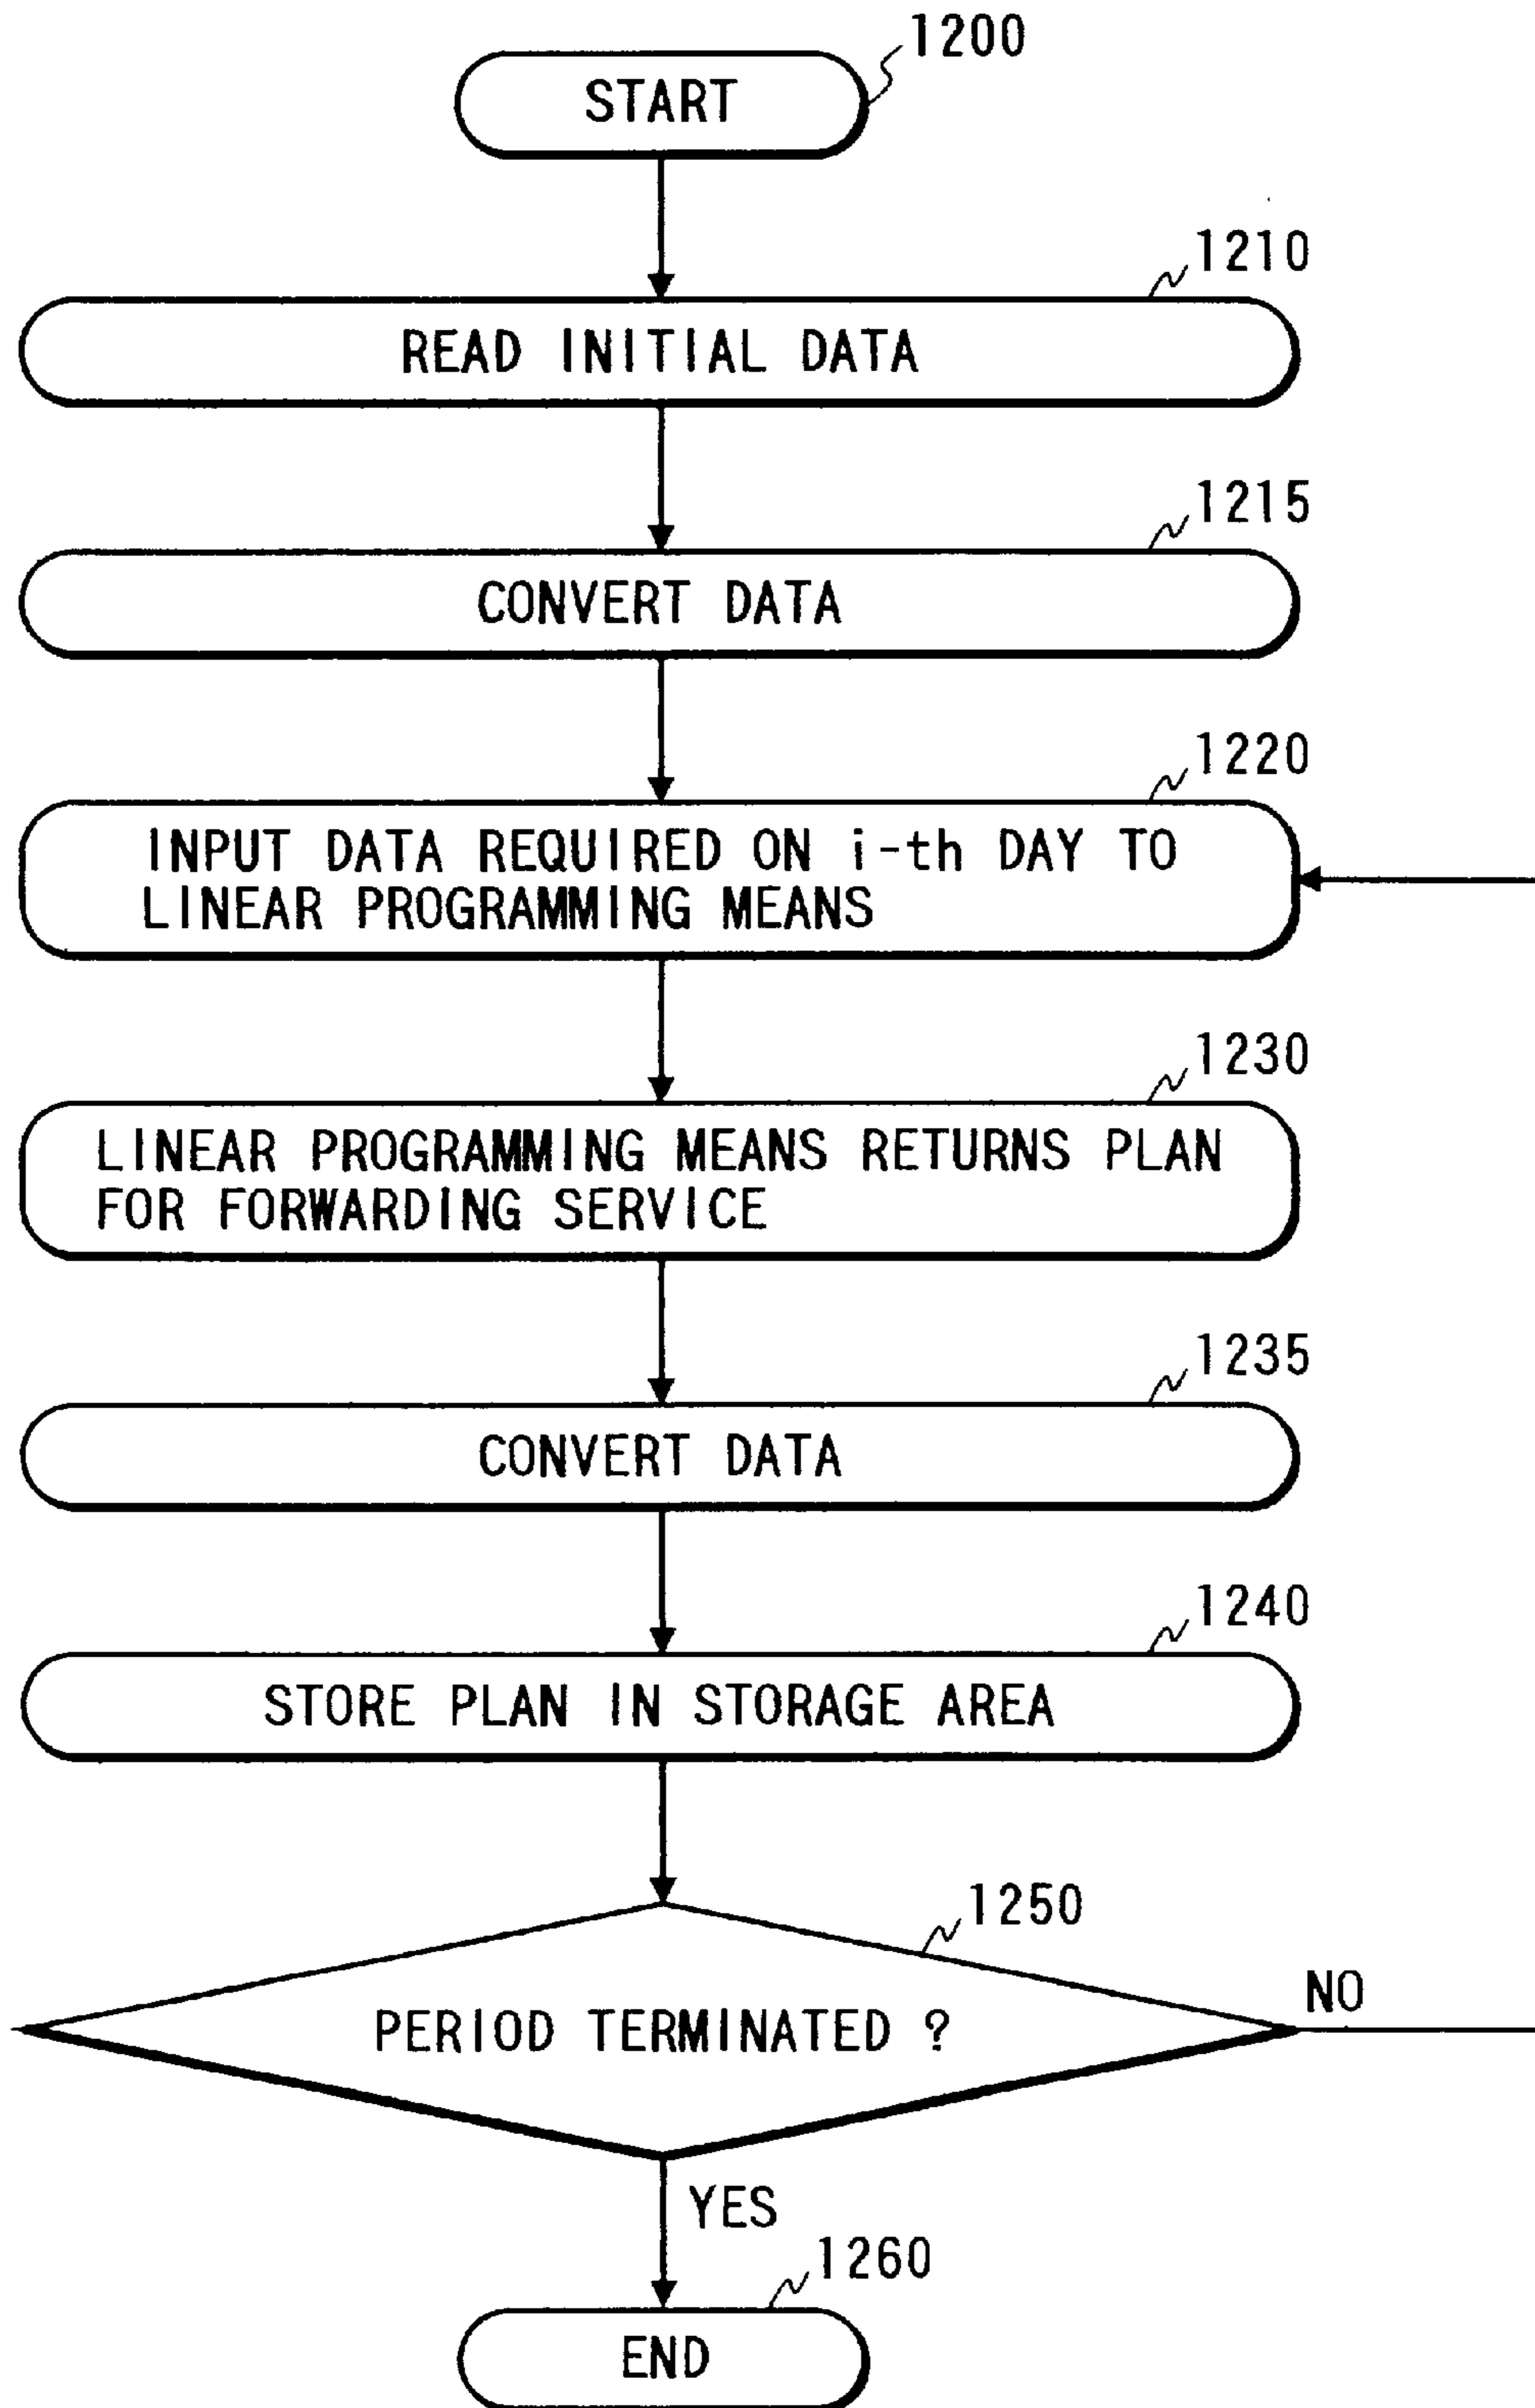 1200
START
1210
READ INITIAL DATA
1215
CONVERT DATA
1220
INPUT DATA REQUIRED ON i-th DAY TO
LINEAR PROGRAMMING MEANS
1230
LINEAR PROGRAMMING MEANS RETURNS PLAN
FOR FORWARDING SERVICE
1235
CONVERT DATA
1240
STORE PLAN IN STORAGE AREA
1250
PERIOD TERMINATED ?
NO
YES
1260
END